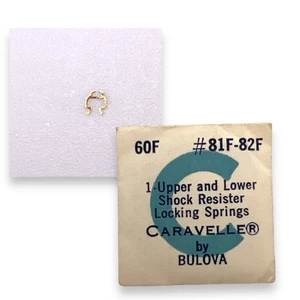 60F #81F-82F
1-Upper and Lower
Shock Resister
Locking Springs
CARAVELLE®
by
BULOVA